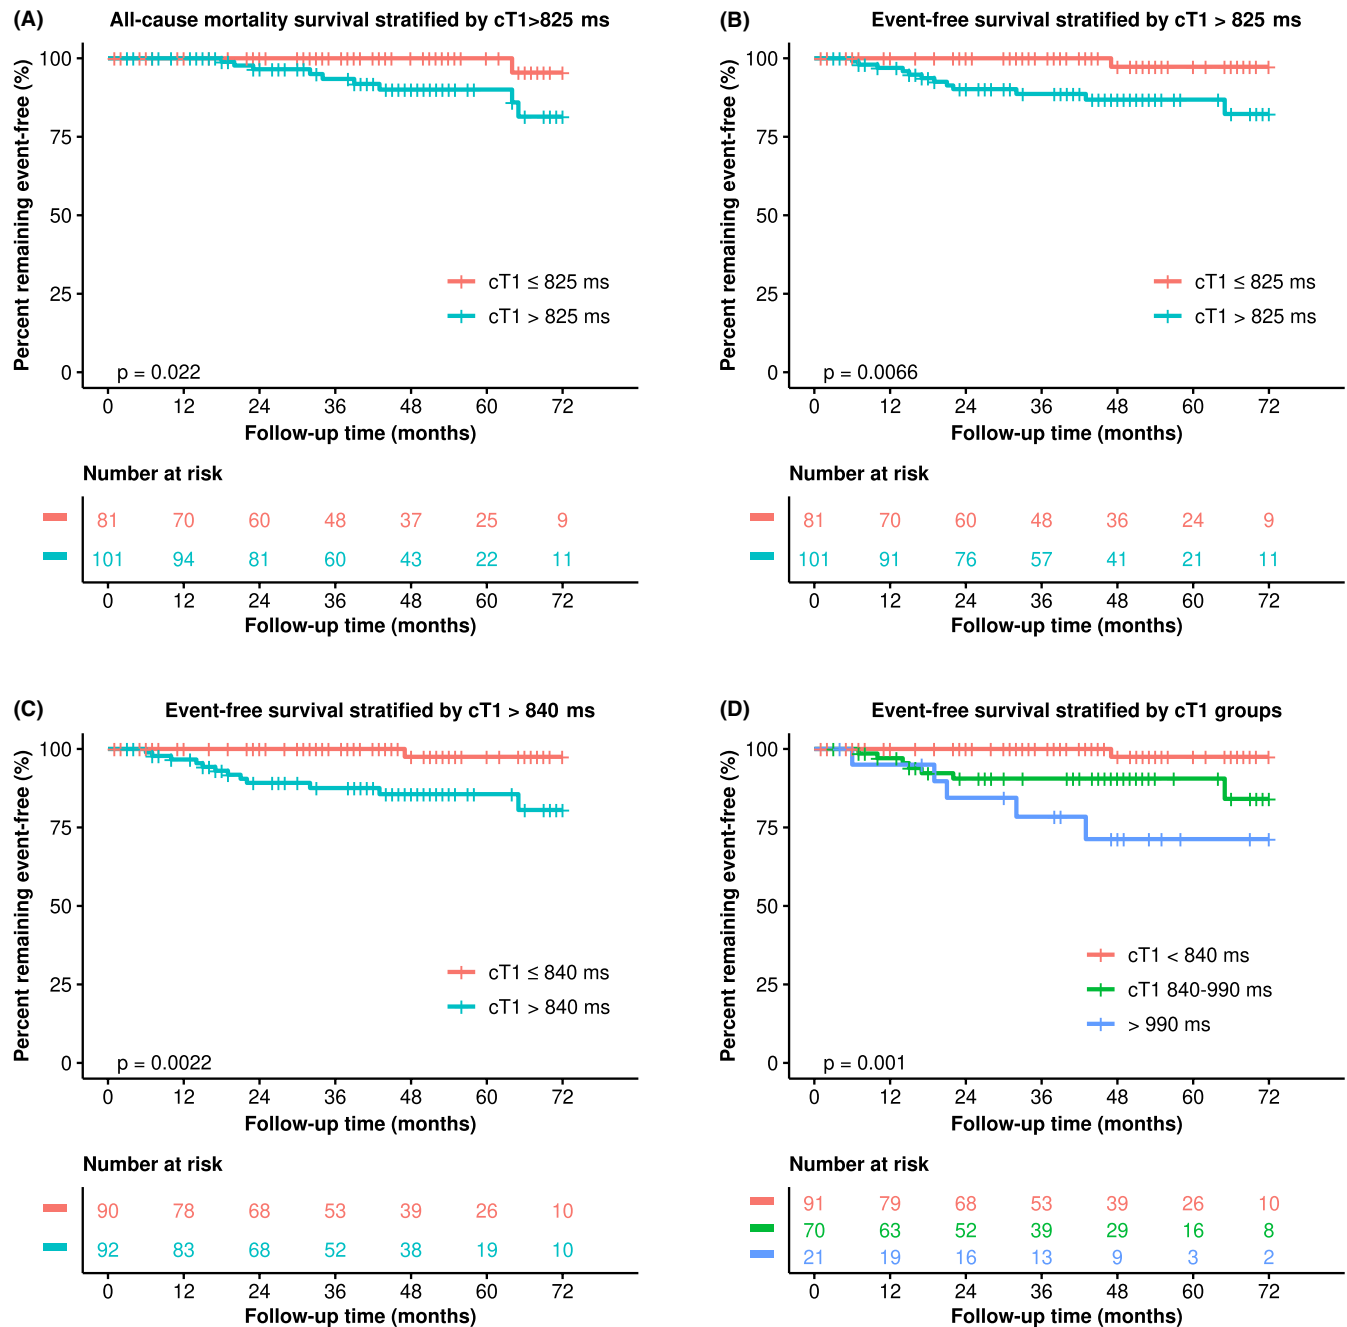 (A) All-cause mortality survival stratified by cT1>825 ms
Percent remaining event-free (%)
100
75
50
25
0
cT1 ≤ 825 ms
cT1 > 825 ms
p = 0.022
0 12 24 36 48 60 72
Follow-up time (months)
Number at risk
81 70 60 48 37 25 9
101 94 81 60 43 22 11
0 12 24 36 48 60 72
Follow-up time (months)
(B) Event-free survival stratified by cT1 > 825 ms
Percent remaining event-free (%)
100
75
50
25
0
cT1 ≤ 825 ms
cT1 > 825 ms
p = 0.0066
0 12 24 36 48 60 72
Follow-up time (months)
Number at risk
81 70 60 48 36 24 9
101 91 76 57 41 21 11
0 12 24 36 48 60 72
Follow-up time (months)
(C) Event-free survival stratified by cT1 > 840 ms
Percent remaining event-free (%)
100
75
50
25
0
cT1 ≤ 840 ms
cT1 > 840 ms
p = 0.0022
0 12 24 36 48 60 72
Follow-up time (months)
Number at risk
90 78 68 53 39 26 10
92 83 68 52 38 19 10
0 12 24 36 48 60 72
Follow-up time (months)
(D) Event-free survival stratified by cT1 groups
Percent remaining event-free (%)
100
75
50
25
0
cT1 < 840 ms
cT1 840-990 ms
> 990 ms
p = 0.001
0 12 24 36 48 60 72
Follow-up time (months)
Number at risk
91 79 68 53 39 26 10
70 63 52 39 29 16 8
21 19 16 13 9 3 2
0 12 24 36 48 60 72
Follow-up time (months)